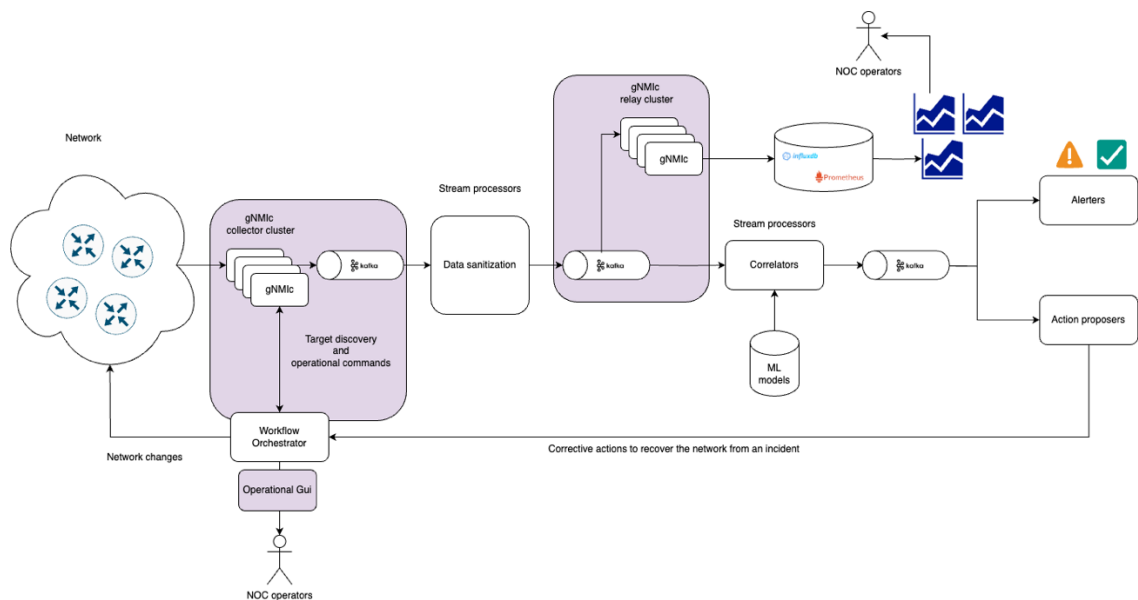 NOC operators
gNMIc
relay cluster
gNMIc
influxdb
Prometheus
Network
Stream processors
gNMIc
collector cluster
gNMIc
kafka
Data sanitization
kafka
Stream processors
Correlators
kafka
Alerters
Target discovery
and
operational commands
ML
models
Action proposers
Workflow
Orchestrator
Network changes
Corrective actions to recover the network from an incident
Operational Gui
NOC operators